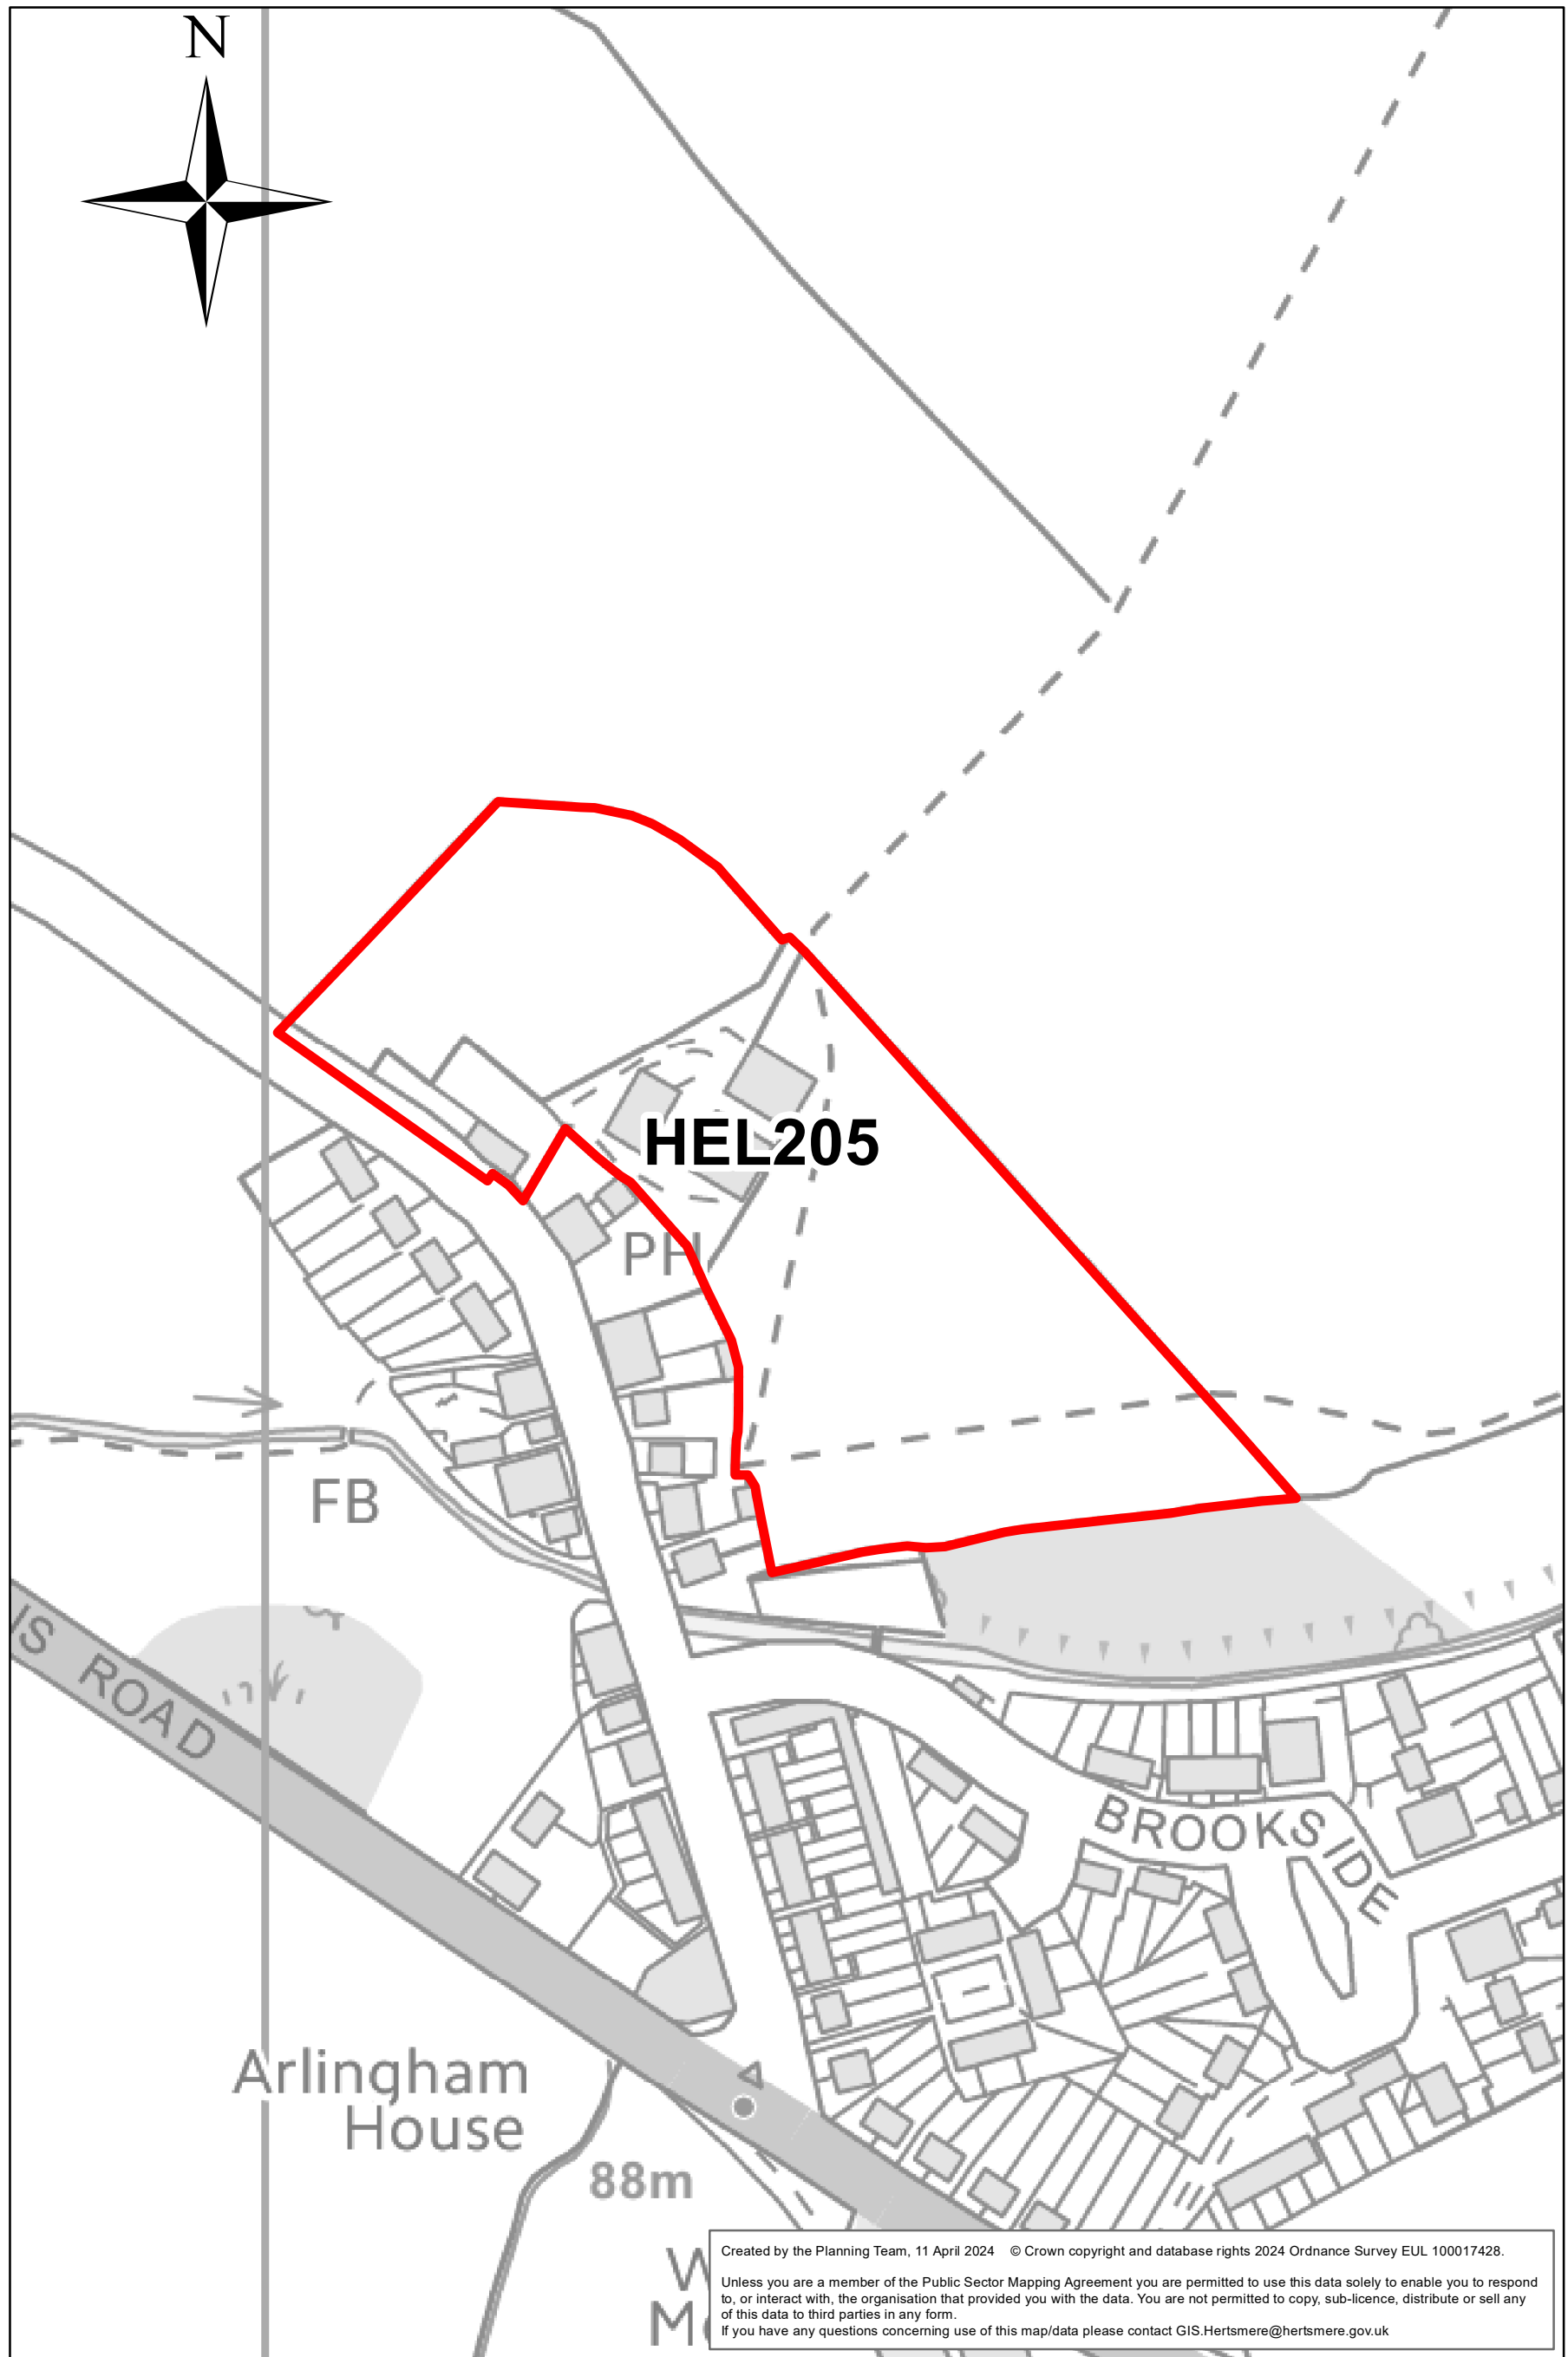 N
HEL205
PH
FB
ROAD
BROOKSIDE
Arlingham
House
88m
Created by the Planning Team, 11 April 2024 © Crown copyright and database rights 2024 Ordnance Survey EUL 100017428.
Unless you are a member of the Public Sector Mapping Agreement you are permitted to use this data solely to enable you to respond
to, or interact with, the organisation that provided you with the data. You are not permitted to copy, sub-licence, distribute or sell any
of this data to third parties in any form.
If you have any questions concerning use of this map/data please contact GIS.Hertsmere@hertsmere.gov.uk